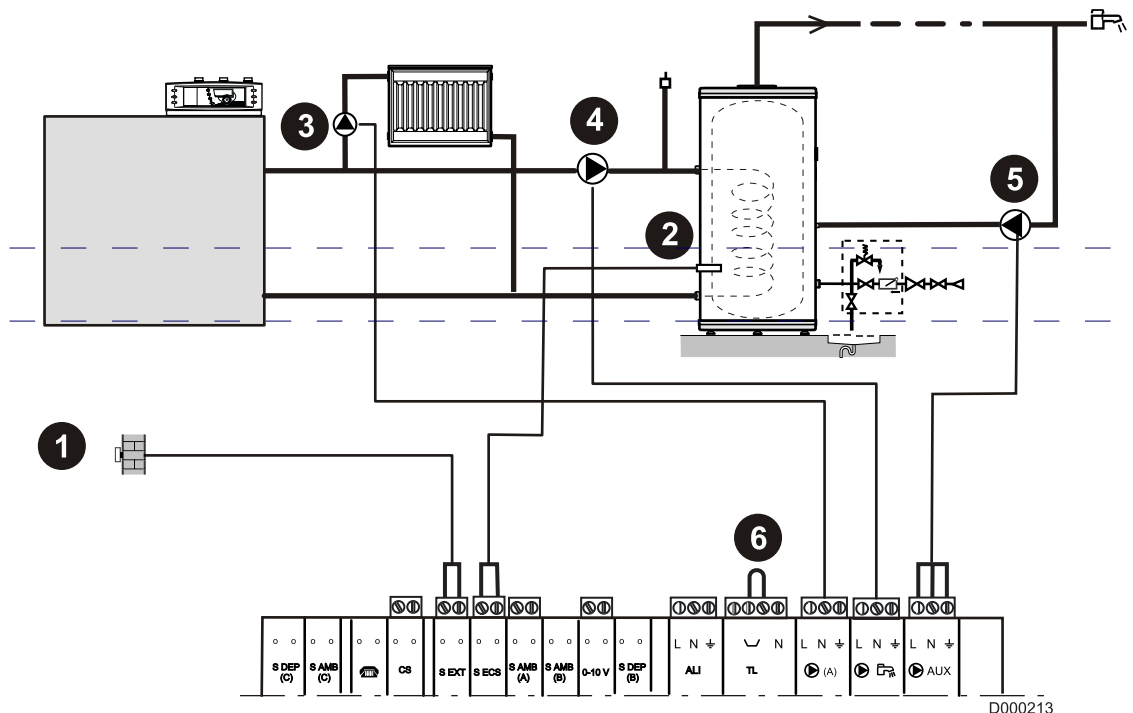 3
4
5
2
1
6
S DEP
(C)
S AMB
(C)
CS
S EXT
S ECS
S AMB
(A)
S AMB
(B)
0-10 V
S DEP
(B)
L N
ALI
N
TL
L N
(A)
L N
L N
AUX
D000213